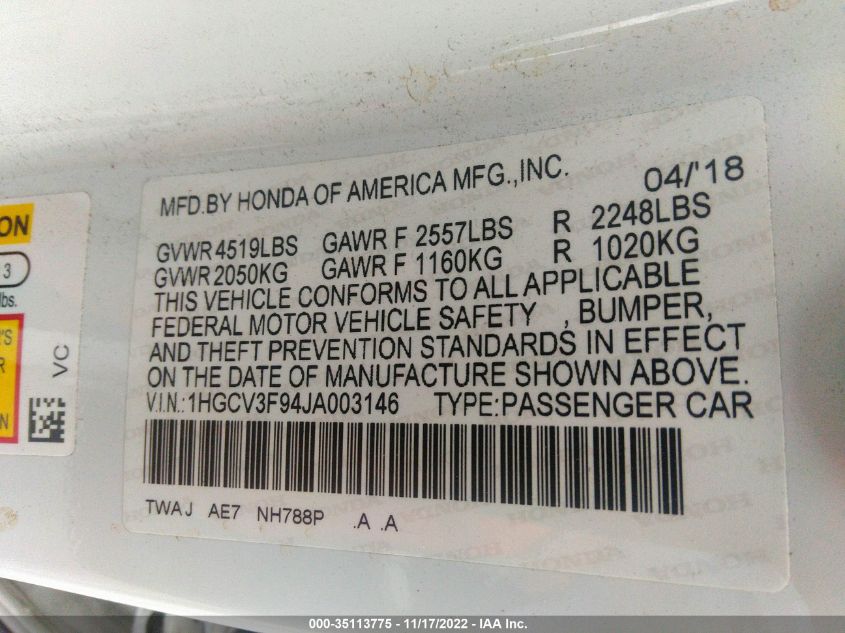 MFD.BY HONDA OF AMERICA MFG.,INC. 04/'18
GVWR 4519LBS GAWR F 2557LBS R 2248LBS
GVWR 2050KG GAWR F 1160KG R 1020KG
THIS VEHICLE CONFORMS TO ALL APPLICABLE
FEDERAL MOTOR VEHICLE SAFETY , BUMPER,
AND THEFT PREVENTION STANDARDS IN EFFECT
ON THE DATE OF MANUFACTURE SHOWN ABOVE.
V.I.N.:1HGCV3F94JA003146 TYPE:PASSENGER CAR
TWAJ AE7 NH788P .A .A
3
lbs.
VC
000-35113775 - 11/17/2022 - IAA Inc.